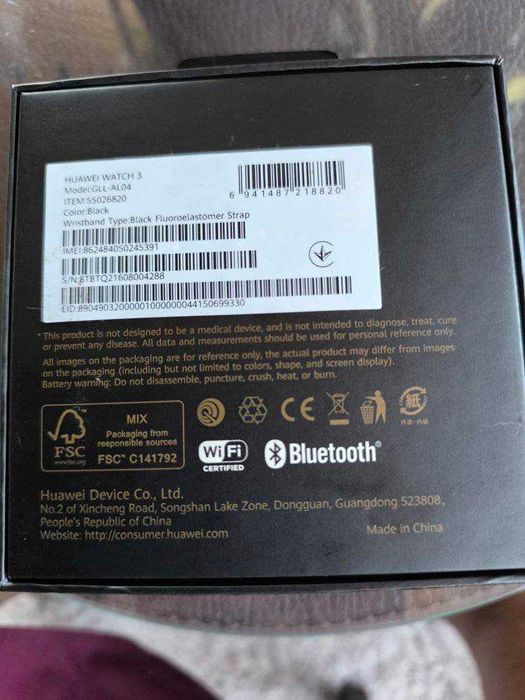 HUAWEI WATCH 3
Model:GLL-AL04
ITEM:55026820
Color:Black
Wristband Type:Black Fluoroelastomer Strap
6 941487 218820
IMEI:862484050245391
S/N:8TBTQ21608004288
EID:89049032000001000000044150699330
*This product is not designed to be a medical device, and is not intended to diagnose, treat, cure
or prevent any disease. All data and measurements should be used for personal reference only.
All images on the packaging are for reference only, the actual product may differ from images
on the packaging (including but not limited to colors, shape, and screen display).
Battery warning: Do not disassemble, puncture, crush, heat, or burn.
FSC
www.fsc.org
MIX
Packaging from
responsible sources
FSC™ C141792
CE
紙
Wi Fi
CERTIFIED
Bluetooth®
Huawei Device Co., Ltd.
No.2 of Xincheng Road, Songshan Lake Zone, Dongguan, Guangdong 523808,
People's Republic of China
Website: http://consumer.huawei.com
Made in China